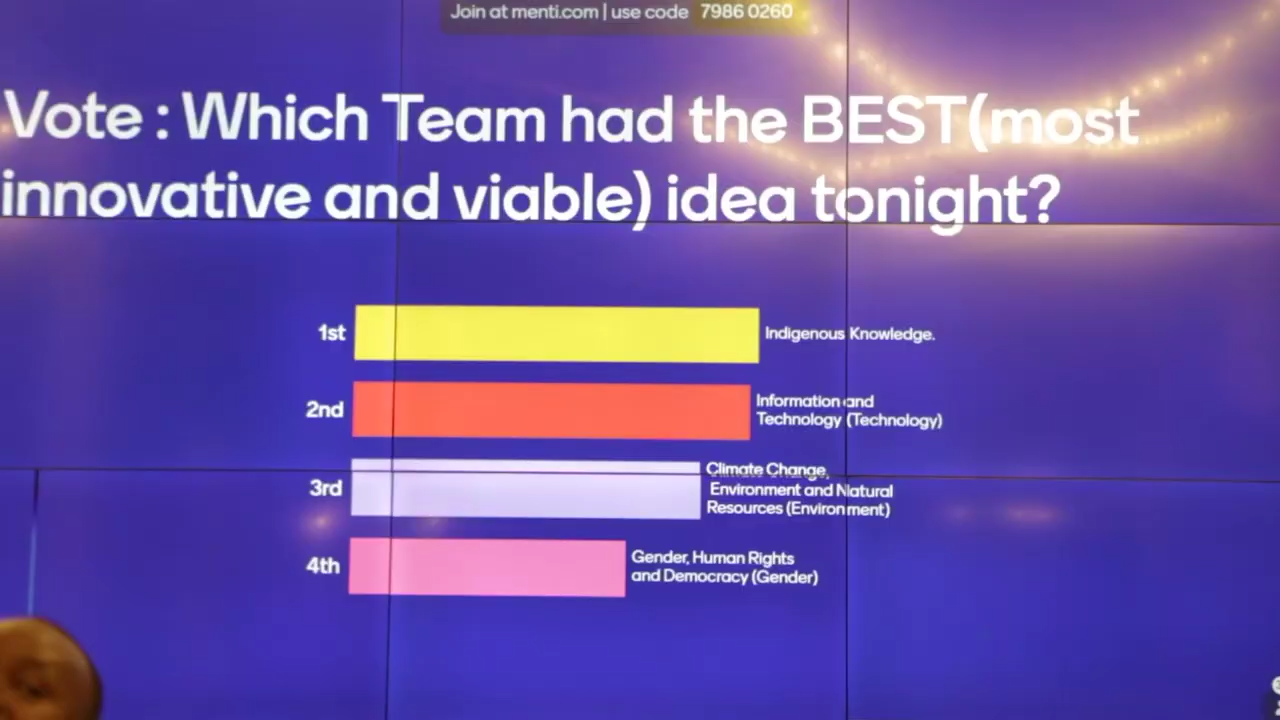 Join at menti.com | use code 7986 0260
Vote : Which Team had the BEST(most
innovative and viable) idea tonight?
1st
Indigenous Knowledge.
2nd
Information and
Technology (Technology)
3rd
Climate Change,
Environment and Natural
Resources (Environment)
4th
Gender, Human Rights
and Democracy (Gender)